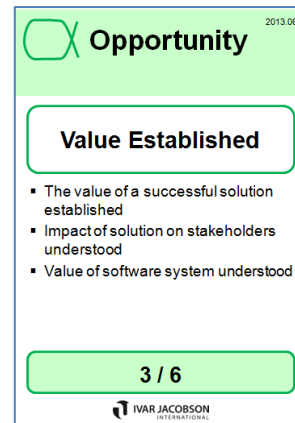 2013.06
Opportunity
Value Established
▪ The value of a successful solution
established
▪ Impact of solution on stakeholders
understood
▪ Value of software system understood
3 / 6
IVAR JACOBSON
INTERNATIONAL